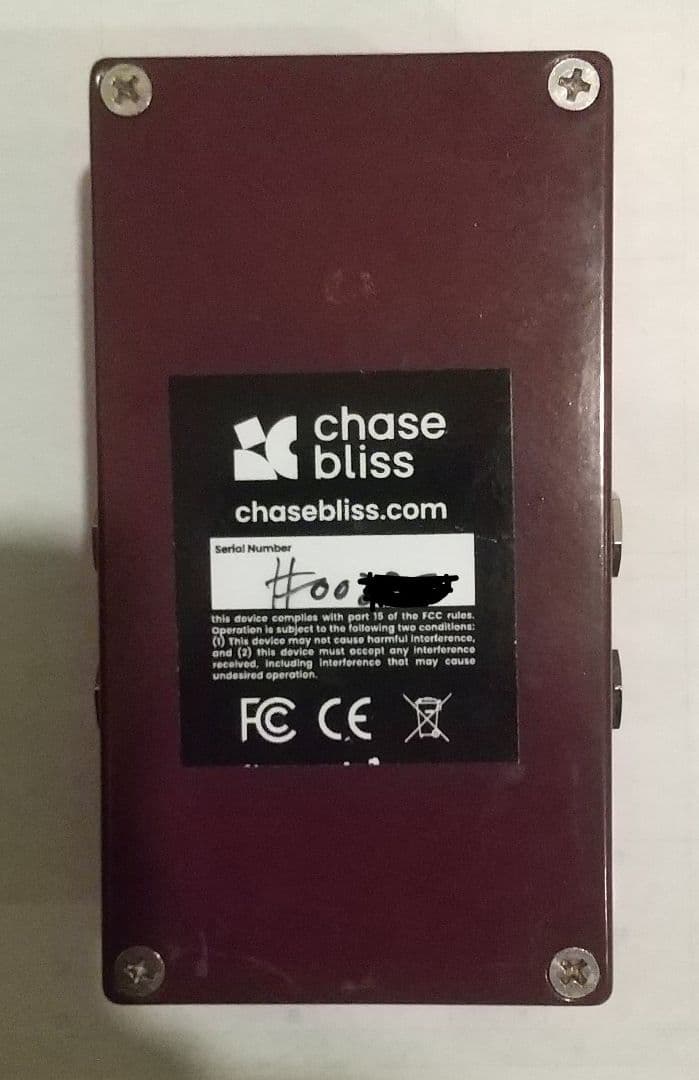 chase
bliss
chasebliss.com
Serial Number
#00
this device complies with part 15 of the FCC rules.
Operation is subject to the following two conditions:
(1) This device may not cause harmful interference,
and (2) this device must accept any interference
received, including interference that may cause
undesired operation.
FC CE